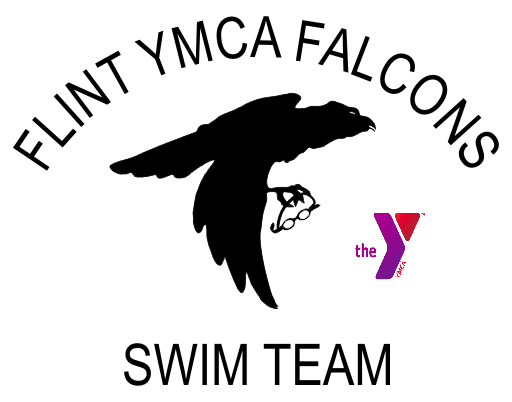 FLINT YMCA FALCONS
the
YMCA
SWIM TEAM